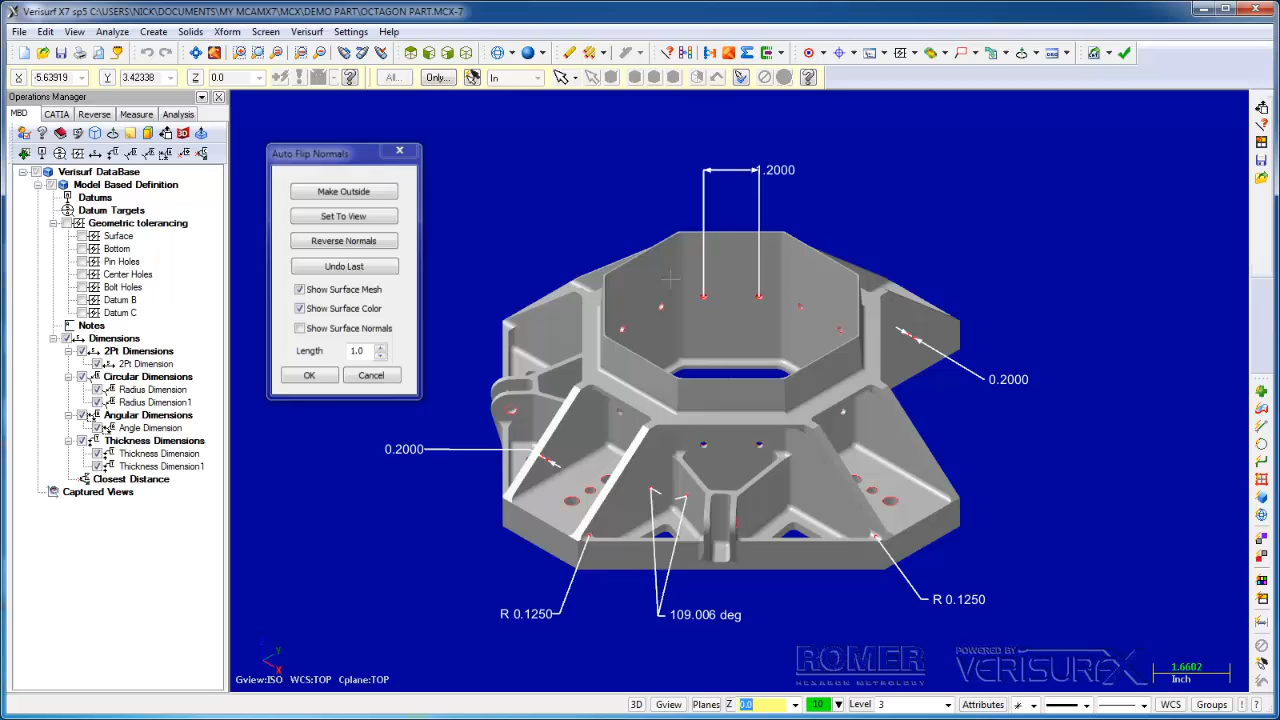 Verisurf X7 sp5 C:\USERS\NICK\DOCUMENTS\MY MCAMX7\MCX\DEMO PART\OCTAGON PART.MCX-7
File Edit View Analyze Create Solids Xform Screen Verisurf Settings Help
X -5.53919 Y 3.42338 Z 0.0 All... Only... In
Operations Manager
MBD CATIA Reverse Measure Analysis
Verisurf DataBase
Model Based Definition
Datums
Datum Targets
Geometric tolerancing
Surface
Bottom
Pin Holes
Center Holes
Bolt Holes
Datum B
Datum C
Notes
Dimensions
2Pt Dimensions
2Pt Dimension
Circular Dimensions
Radius Dimension
Radius Dimension1
Angular Dimensions
Angle Dimension
Thickness Dimensions
Thickness Dimension
Thickness Dimension1
Closest Distance
Captured Views
Auto Flip Normals
Make Outside
Set To View
Reverse Normals
Undo Last
Show Surface Mesh
Show Surface Color
Show Surface Normals
Length 1.0
OK Cancel
.2000
0.2000
0.2000
R 0.1250
109.006 deg
R 0.1250
Y
X
Gview:ISO WCS:TOP Cplane:TOP
ROMER
HEXAGON METROLOGY
POWERED BY
VERISURF X
1.6602
Inch
3D Gview Planes Z 0.0 10 Level 3 Attributes WCS Groups ! ?